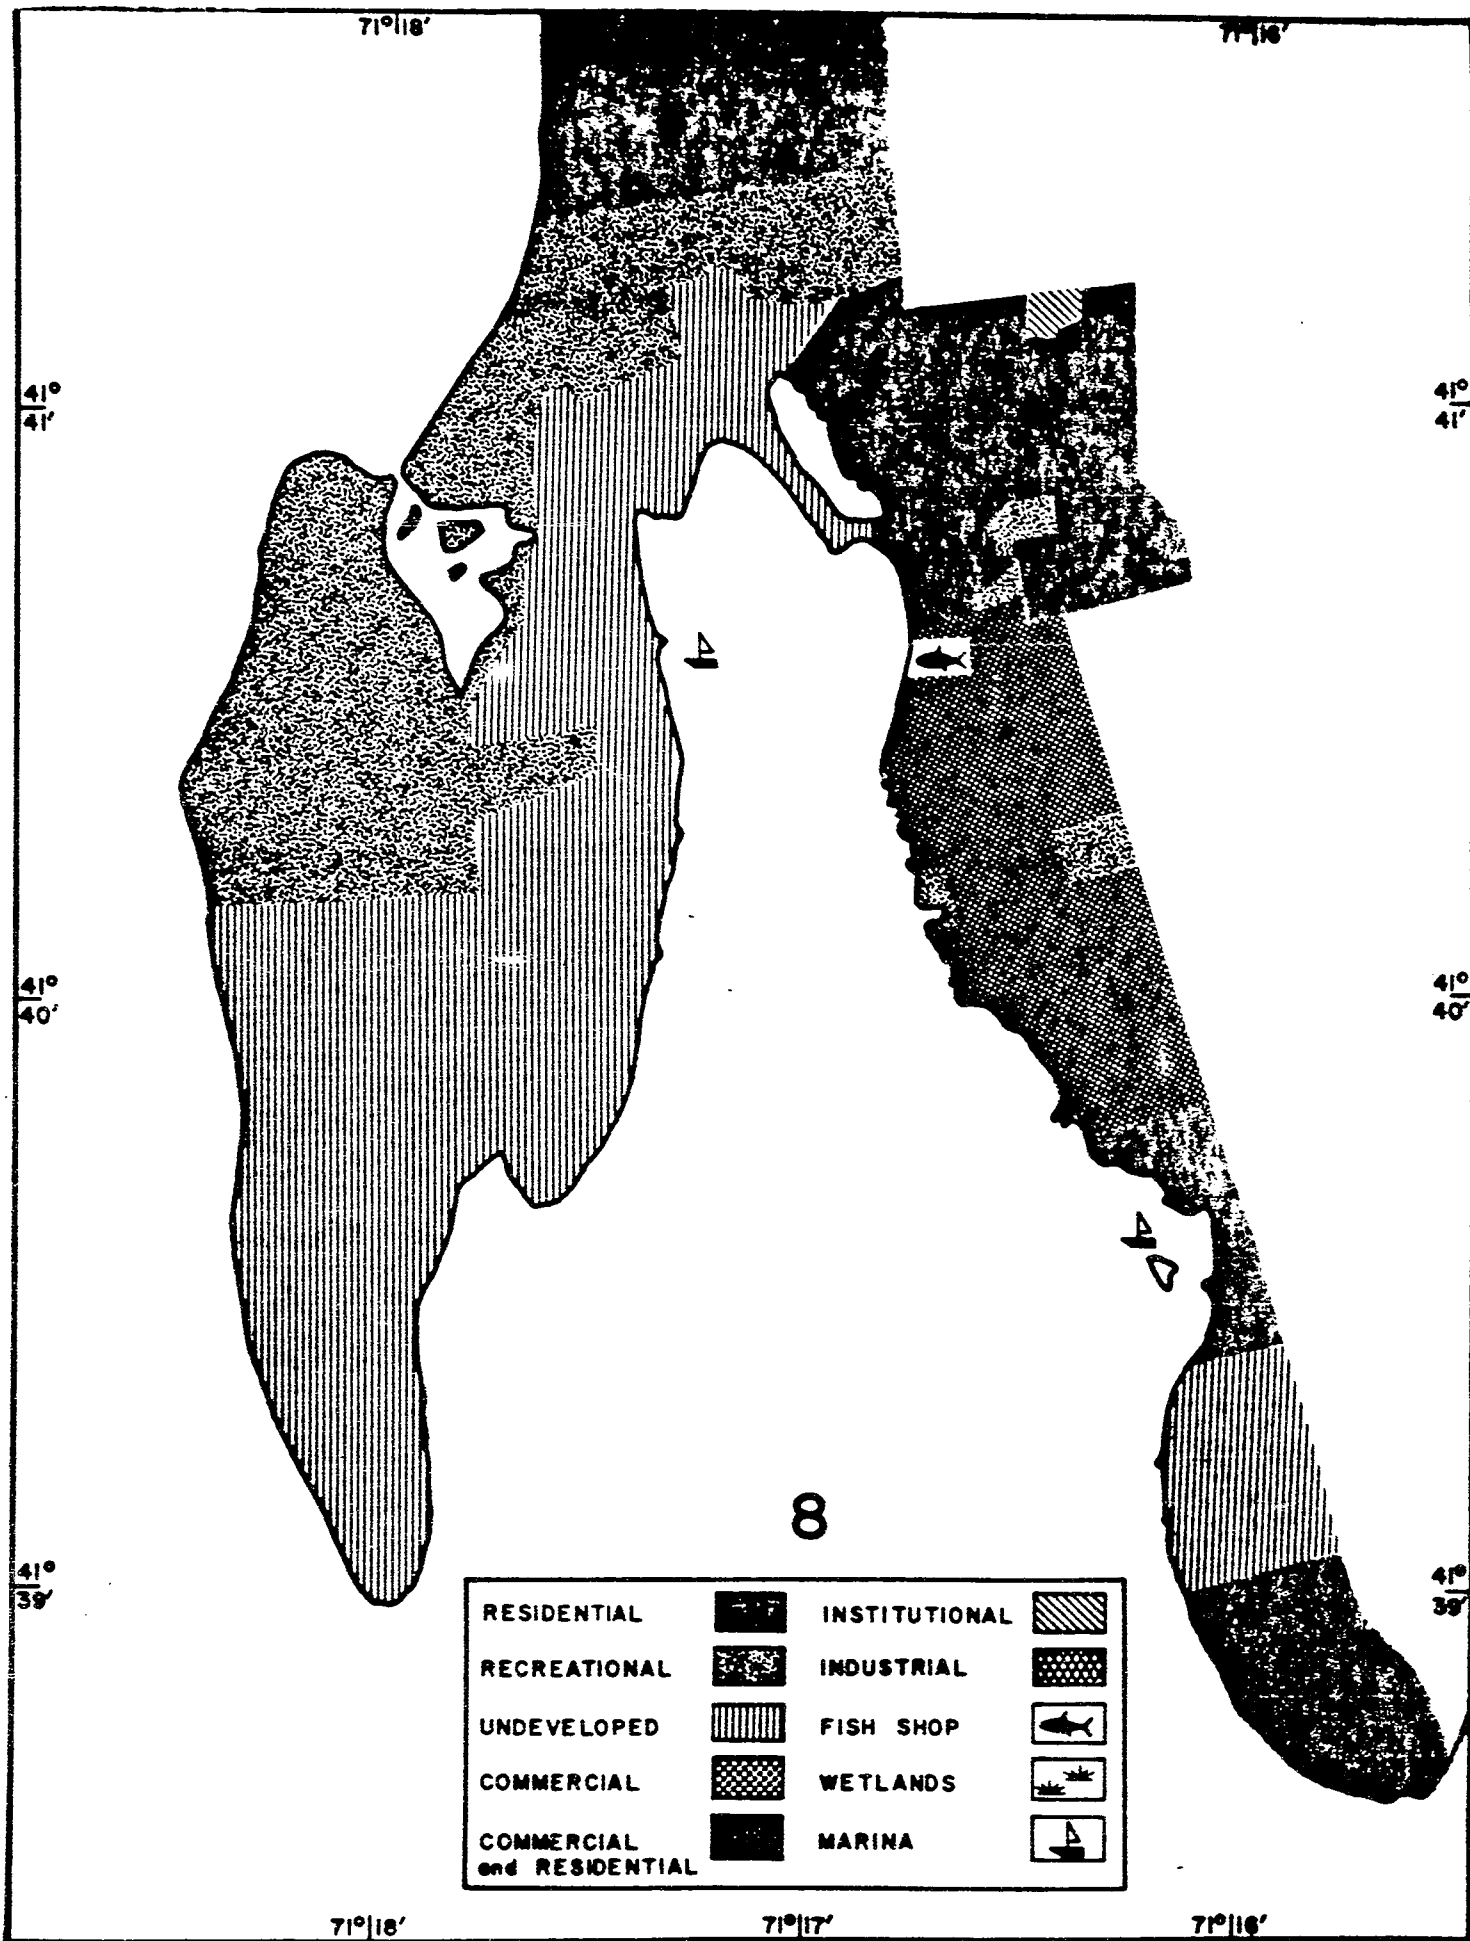 71°18' 71°16'
41° 41°
41' 41'
41° 41°
40' 40'
8
41° 41°
39' 39'
RESIDENTIAL INSTITUTIONAL
RECREATIONAL INDUSTRIAL
UNDEVELOPED FISH SHOP
COMMERCIAL WETLANDS
COMMERCIAL MARINA
and RESIDENTIAL
71°18' 71°17' 71°16'